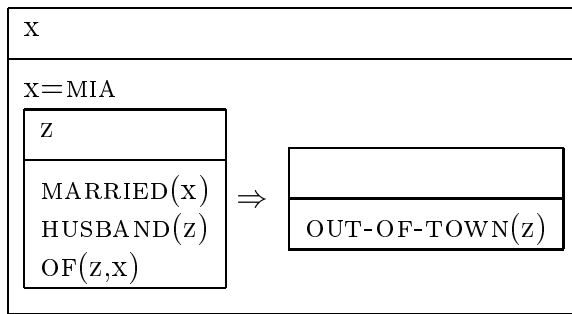 x
x=MIA
z
MARRIED(x)
HUSBAND(z)
OF(z,x)
⇒
OUT-OF-TOWN(z)